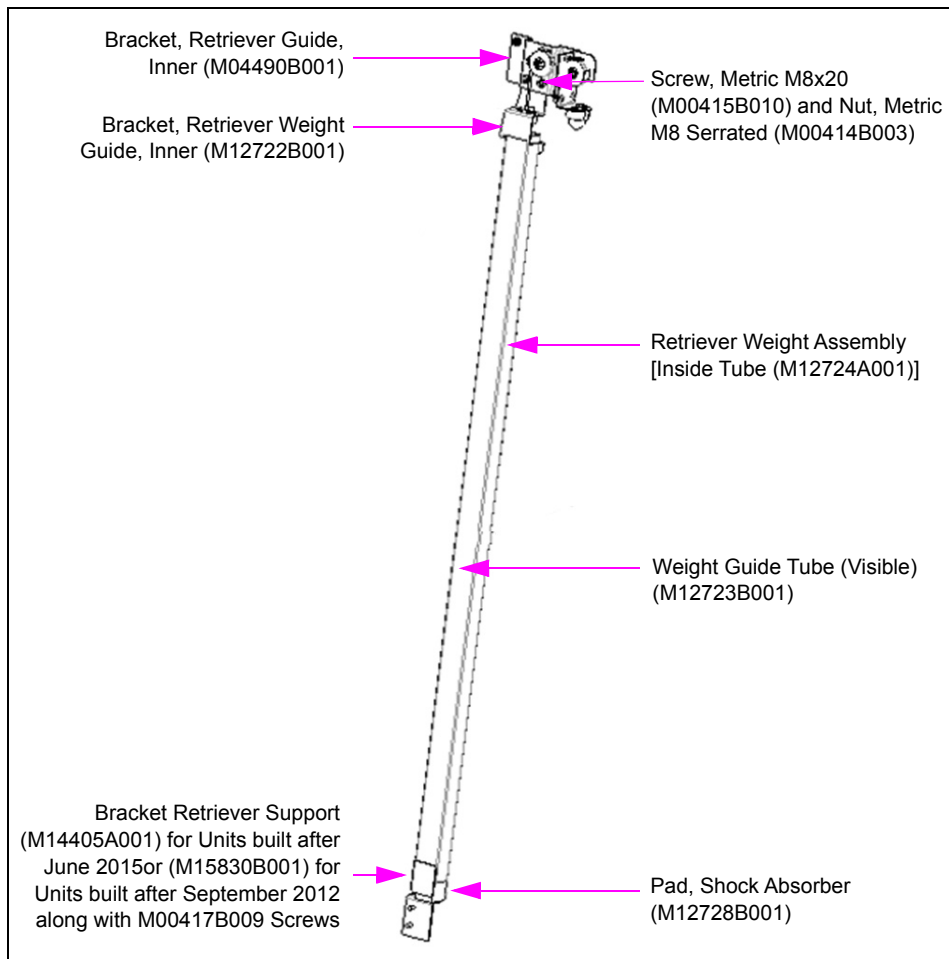 Bracket, Retriever Guide,
Inner (M04490B001)
Screw, Metric M8x20
(M00415B010) and Nut, Metric
M8 Serrated (M00414B003)
Bracket, Retriever Weight
Guide, Inner (M12722B001)
Retriever Weight Assembly
[Inside Tube (M12724A001)]
Weight Guide Tube (Visible)
(M12723B001)
Bracket Retriever Support
(M14405A001) for Units built after
June 2015or (M15830B001) for
Units built after September 2012
along with M00417B009 Screws
Pad, Shock Absorber
(M12728B001)